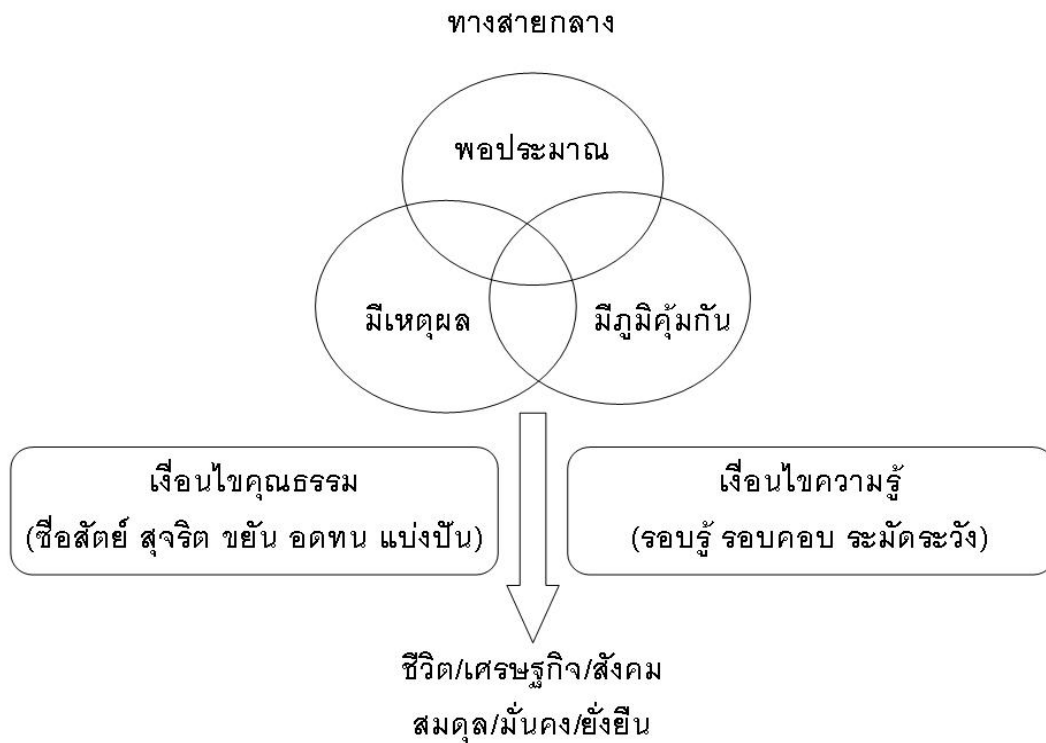 ทางสายกลาง
พอประมาณ
มีเหตุผล
มีภูมิคุ้มกัน
เงื่อนไขคุณธรรม
(ซื่อสัตย์ สุจริต ขยัน อดทน แบ่งปัน)
เงื่อนไขความรู้
(รอบรู้ รอบคอบ ระมัดระวัง)
ชีวิต/เศรษฐกิจ/สังคม
สมดุล/มั่นคง/ยั่งยืน